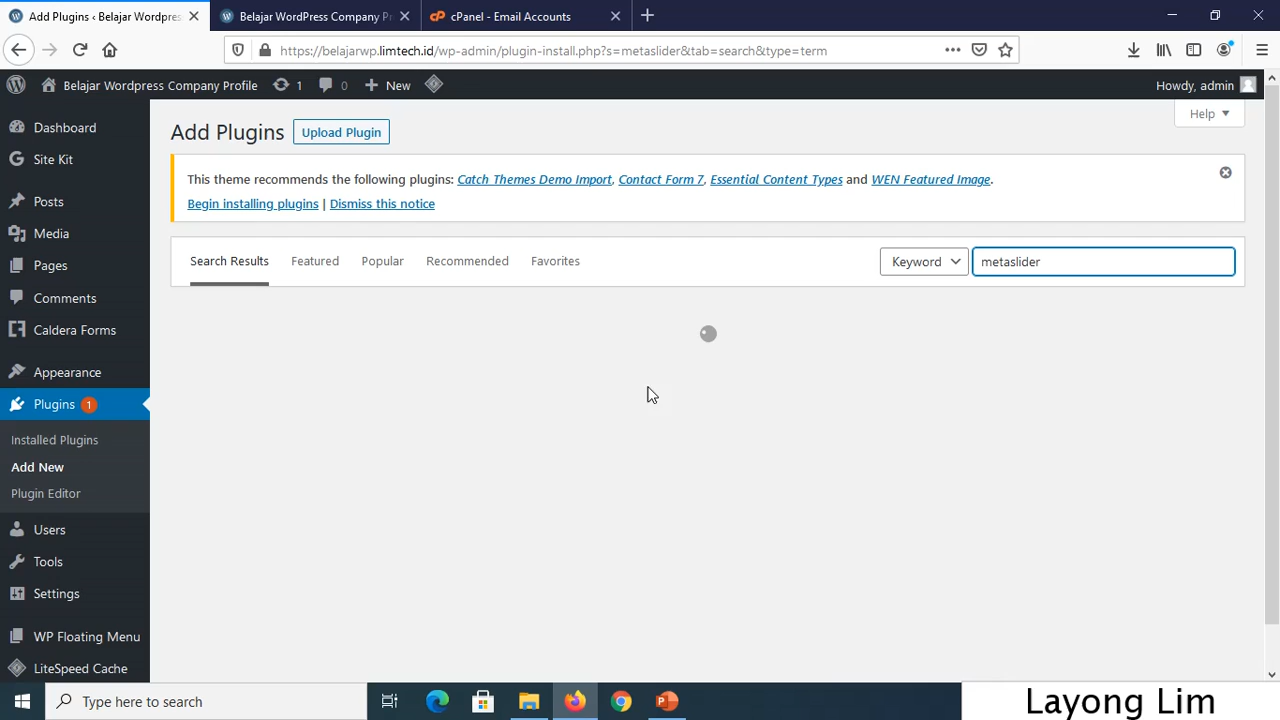 Add Plugins ‹ Belajar Wordpres
Belajar WordPress Company P
cPanel - Email Accounts
https://belajarwp.limtech.id/wp-admin/plugin-install.php?s=metaslider&tab=search&type=term
Belajar Wordpress Company Profile
1
0
New
Howdy, admin
Dashboard
Site Kit
Posts
Media
Pages
Comments
Caldera Forms
Appearance
Plugins 1
Installed Plugins
Add New
Plugin Editor
Users
Tools
Settings
WP Floating Menu
LiteSpeed Cache
Help
Add Plugins
Upload Plugin
This theme recommends the following plugins: Catch Themes Demo Import, Contact Form 7, Essential Content Types and WEN Featured Image.
Begin installing plugins | Dismiss this notice
Search Results Featured Popular Recommended Favorites
Keyword
metaslider
Type here to search
Layong Lim